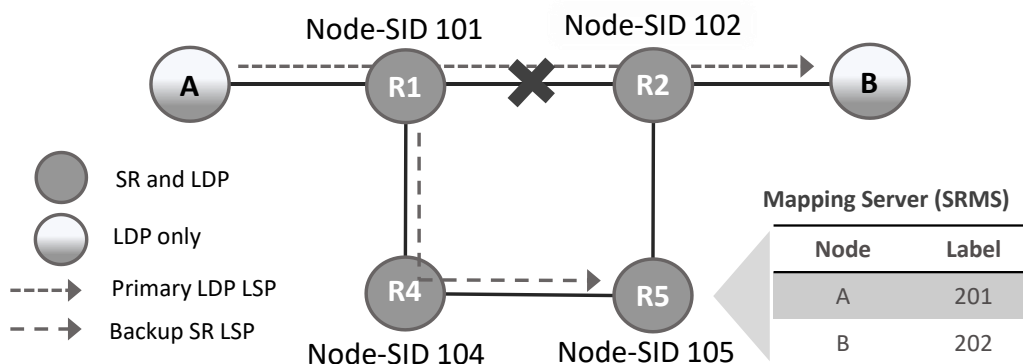 Node-SID 101
Node-SID 102
A
R1
R2
B
SR and LDP
LDP only
Primary LDP LSP
Backup SR LSP
R4
R5
Node-SID 104
Node-SID 105
Mapping Server (SRMS)
Node Label
A 201
B 202